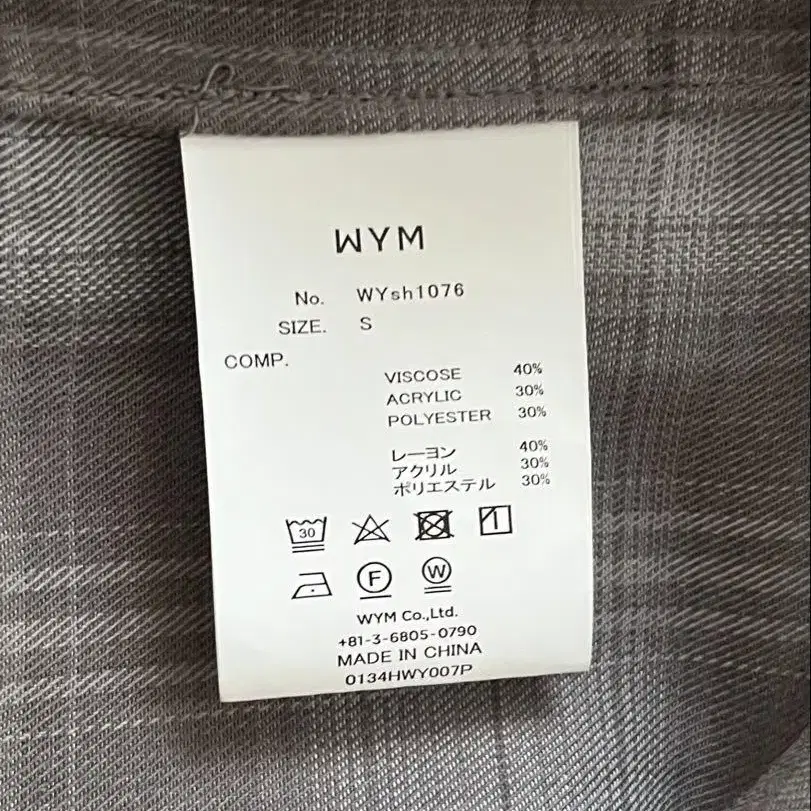 WYM
No. WYsh1076
SIZE. S
COMP.
VISCOSE 40%
ACRYLIC 30%
POLYESTER 30%
レーヨン 40%
アクリル 30%
ポリエステル 30%
30
F W
WYM Co.,Ltd.
+81-3-6805-0790
MADE IN CHINA
0134HWY007P